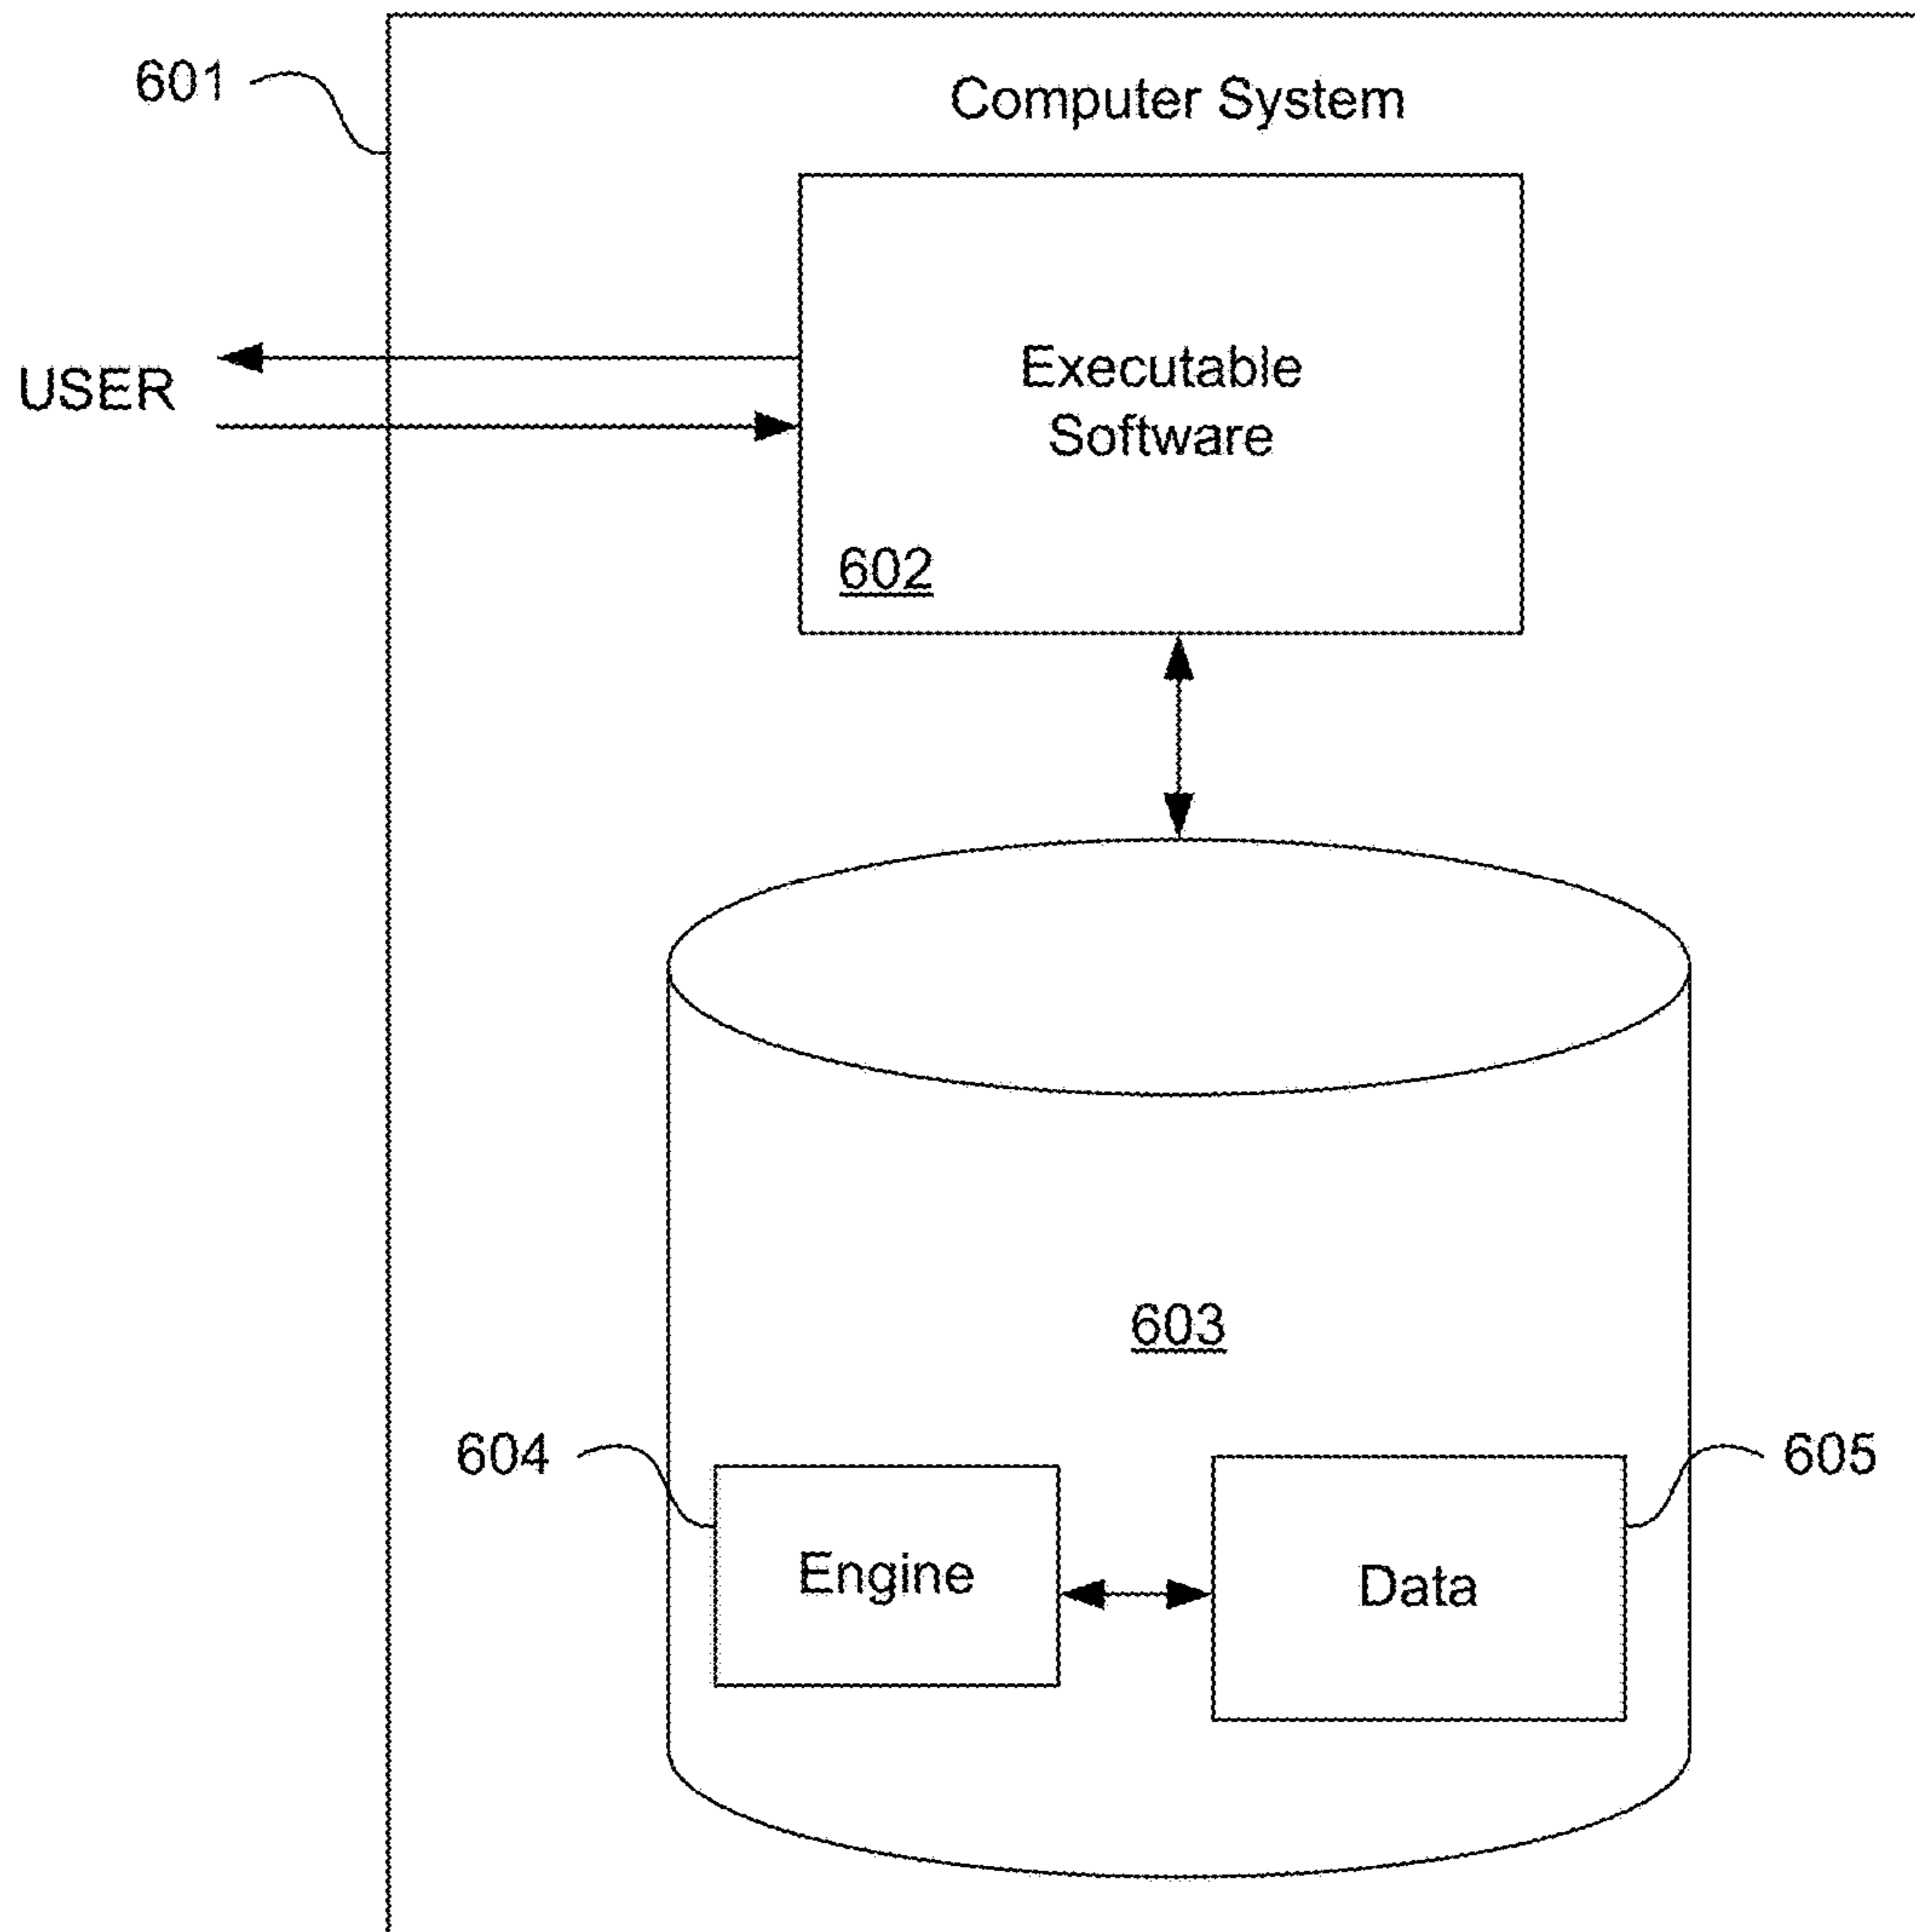 601
Computer System
USER
Executable
Software
602
603
604
605
Engine
Data